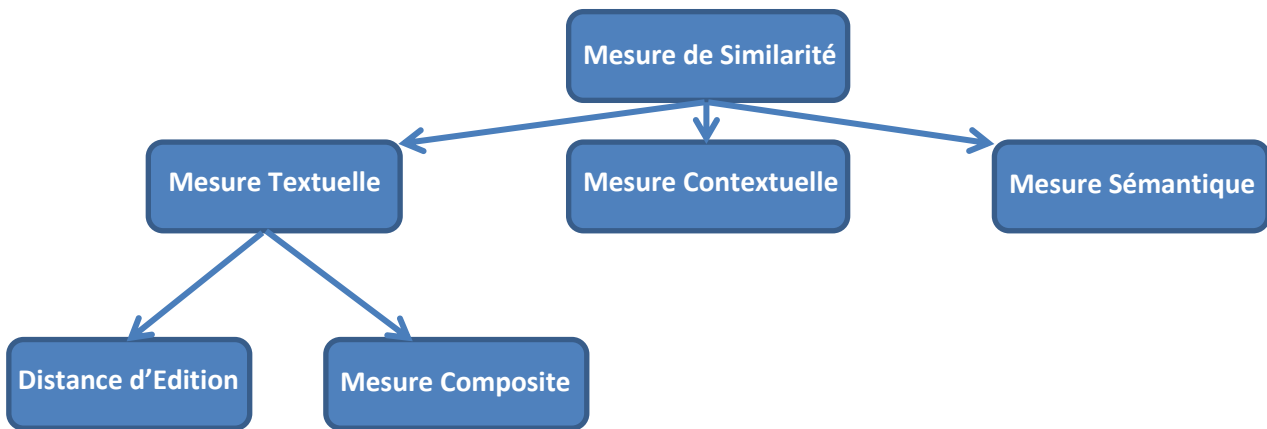 Mesure de Similarité
Mesure Textuelle
Mesure Contextuelle
Mesure Sémantique
Distance d’Edition
Mesure Composite